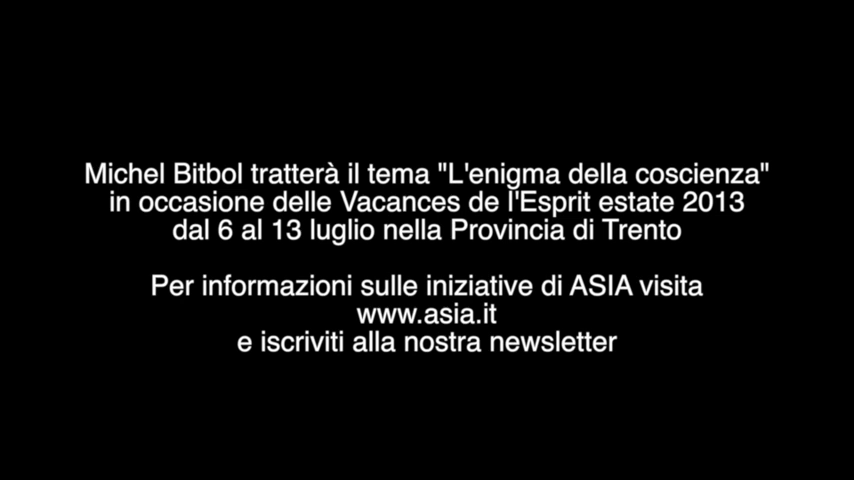 Michel Bitbol tratterà il tema "L'enigma della coscienza"
in occasione delle Vacances de l'Esprit estate 2013
dal 6 al 13 luglio nella Provincia di Trento
Per informazioni sulle iniziative di ASIA visita
www.asia.it
e iscriviti alla nostra newsletter